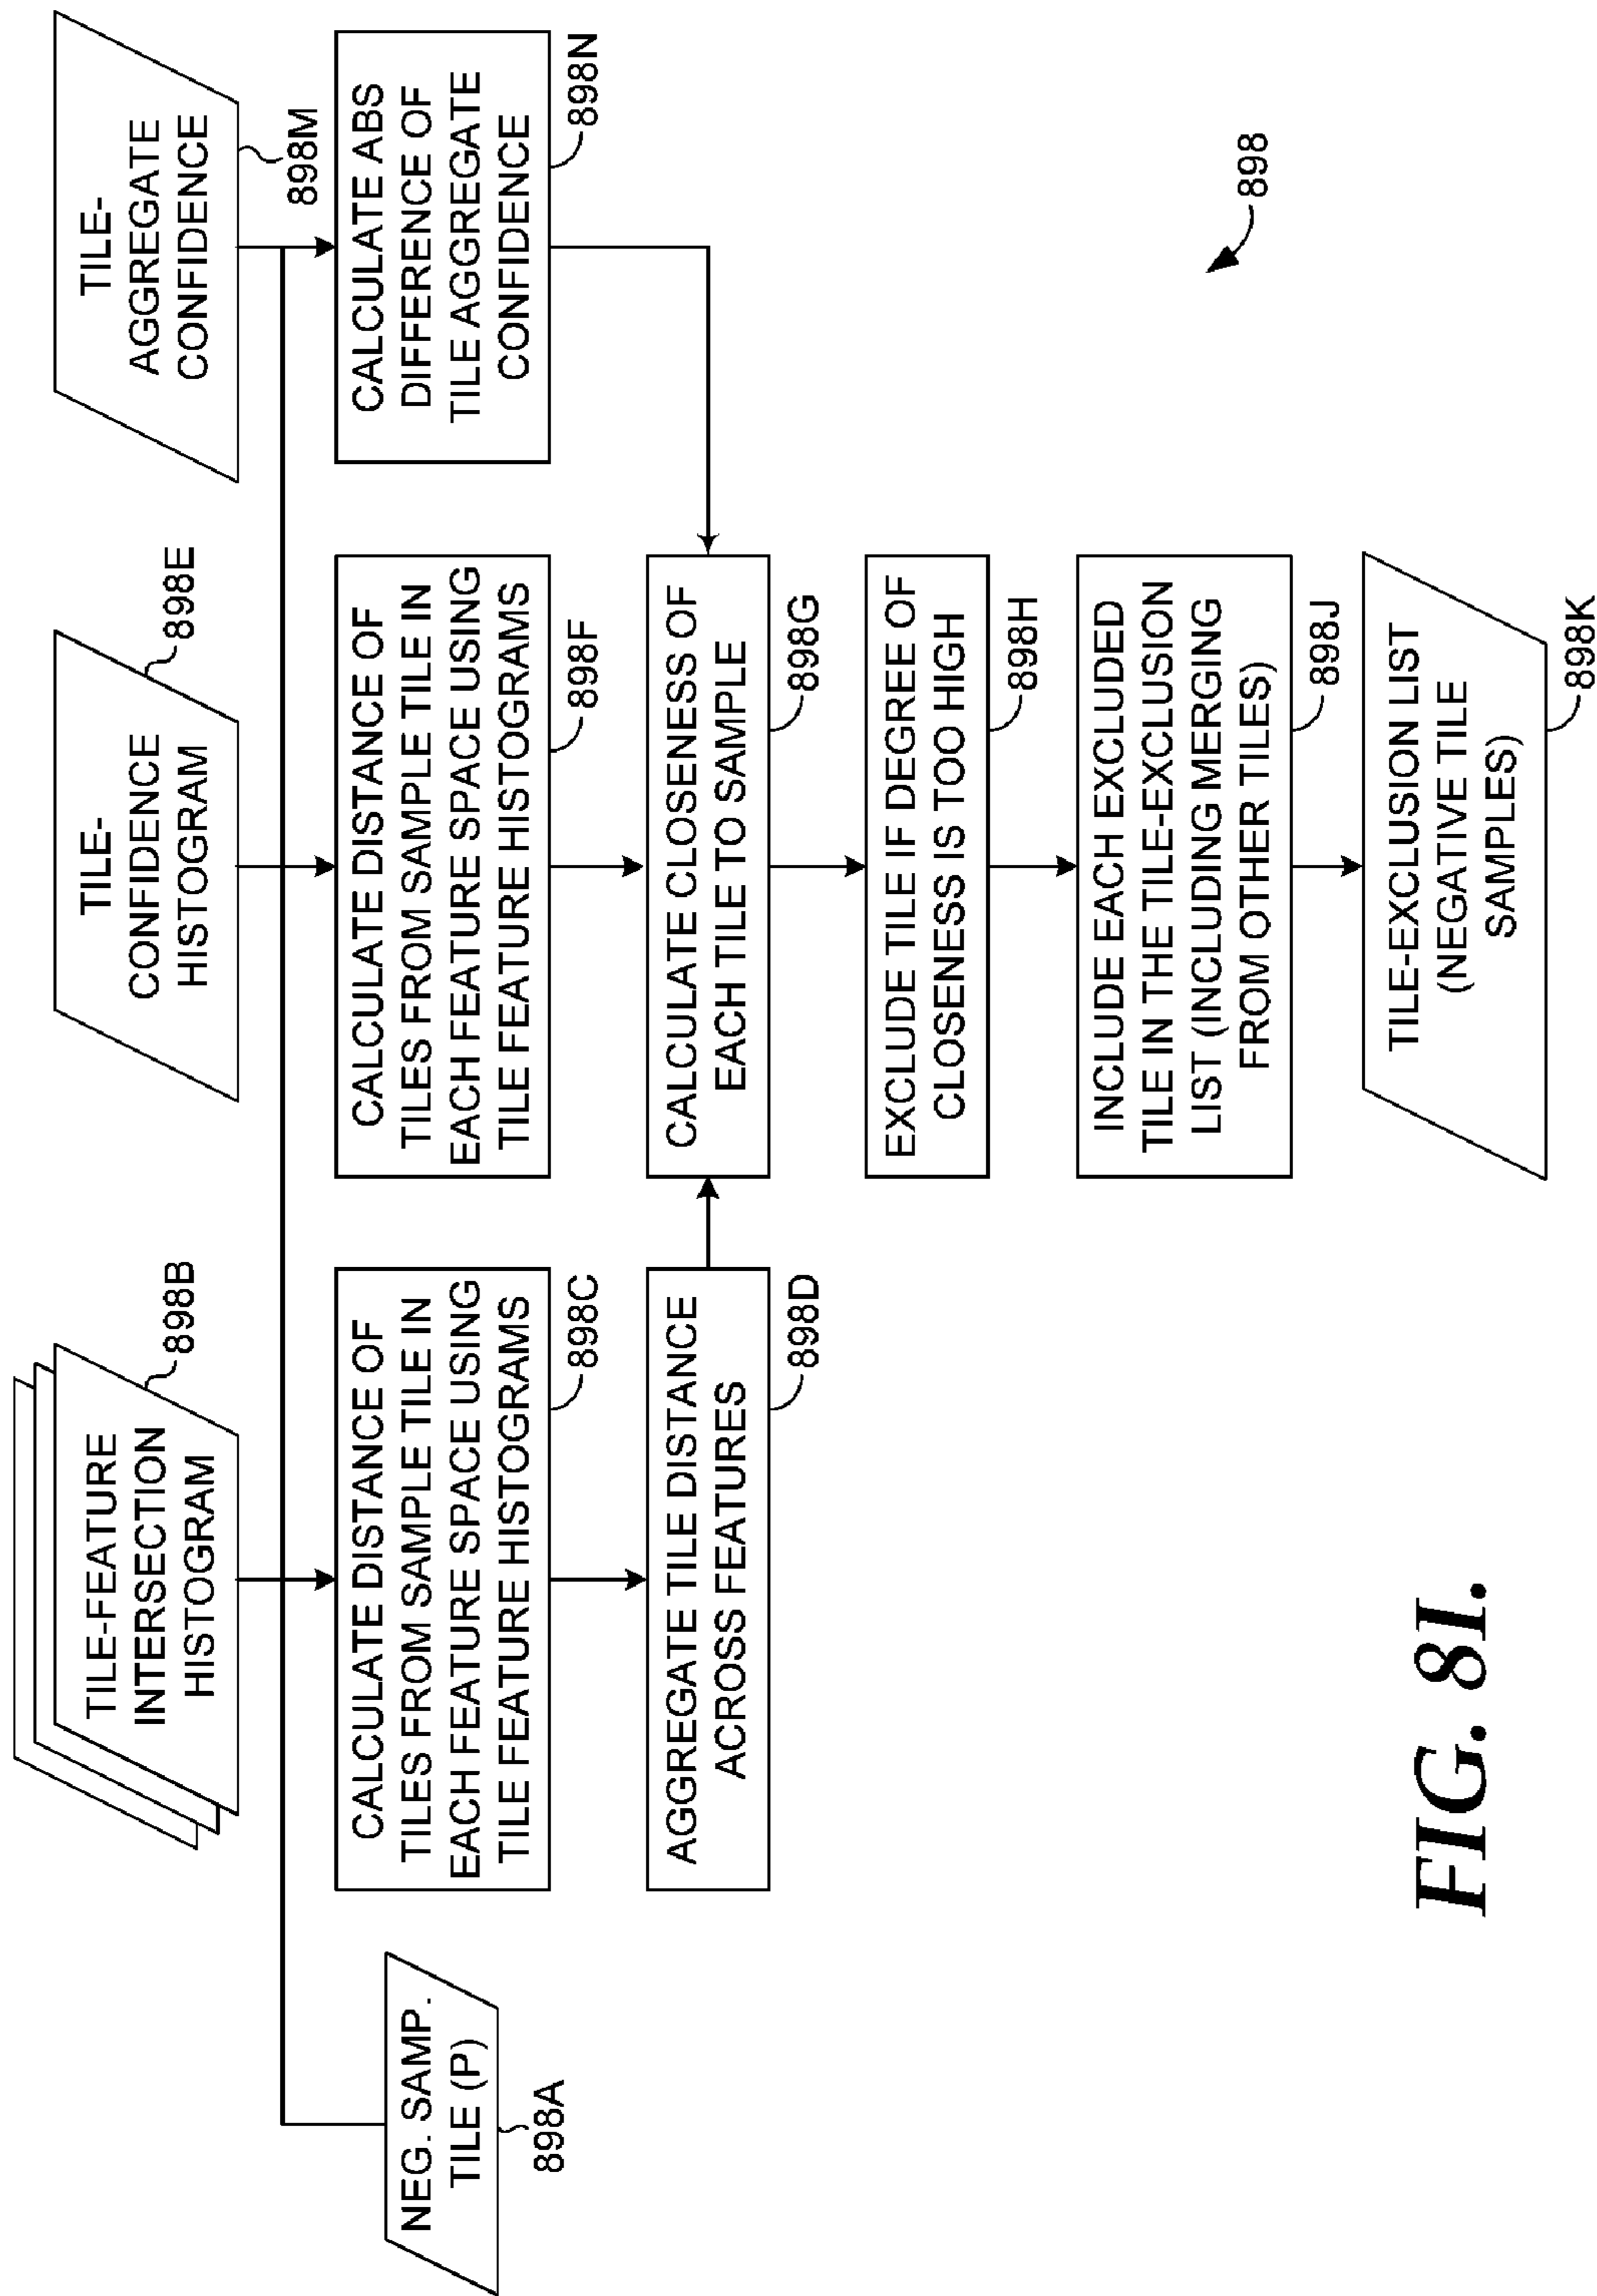 NEG. SAMP.
TILE (P)
898A
TILE-FEATURE
INTERSECTION
HISTOGRAM
898B
TILE-
CONFIDENCE
HISTOGRAM
898E
TILE-
AGGREGATE
CONFIDENCE
898M
CALCULATE DISTANCE OF
TILES FROM SAMPLE TILE IN
EACH FEATURE SPACE USING
TILE FEATURE HISTOGRAMS
898C
CALCULATE DISTANCE OF
TILES FROM SAMPLE TILE IN
EACH FEATURE SPACE USING
TILE FEATURE HISTOGRAMS
898F
CALCULATE ABS
DIFFERENCE OF
TILE AGGREGATE
CONFIDENCE
898N
AGGREGATE TILE DISTANCE
ACROSS FEATURES
898D
CALCULATE CLOSENESS OF
EACH TILE TO SAMPLE
898G
EXCLUDE TILE IF DEGREE OF
CLOSENESS IS TOO HIGH
898H
INCLUDE EACH EXCLUDED
TILE IN THE TILE-EXCLUSION
LIST (INCLUDING MERGING
FROM OTHER TILES)
898J
TILE-EXCLUSION LIST
(NEGATIVE TILE
SAMPLES)
898K
898
FIG. 8I.